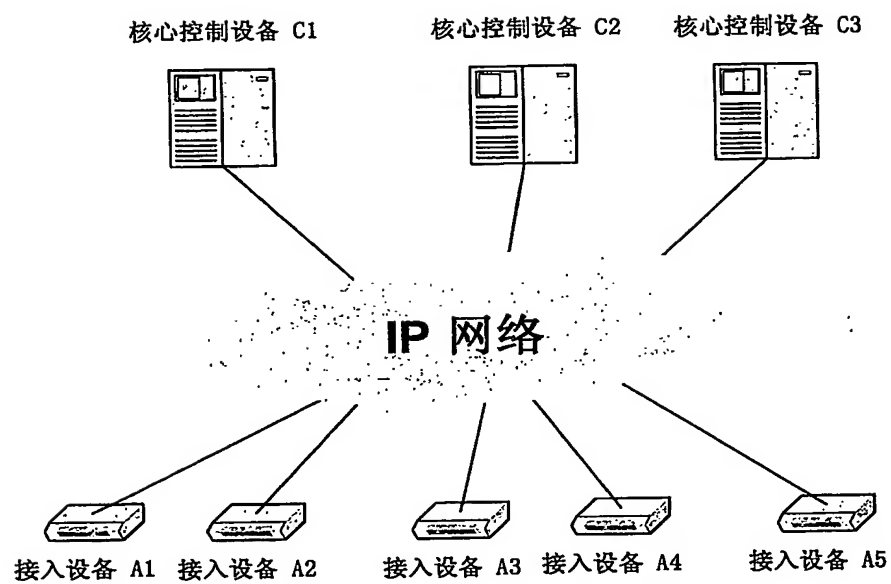 核心控制设备 C1
核心控制设备 C2
核心控制设备 C3
IP 网络
接入设备 A1
接入设备 A2
接入设备 A3
接入设备 A4
接入设备 A5